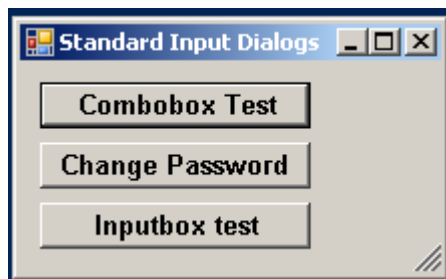 Standard Input Dialogs
Combobox Test
Change Password
Inputbox test